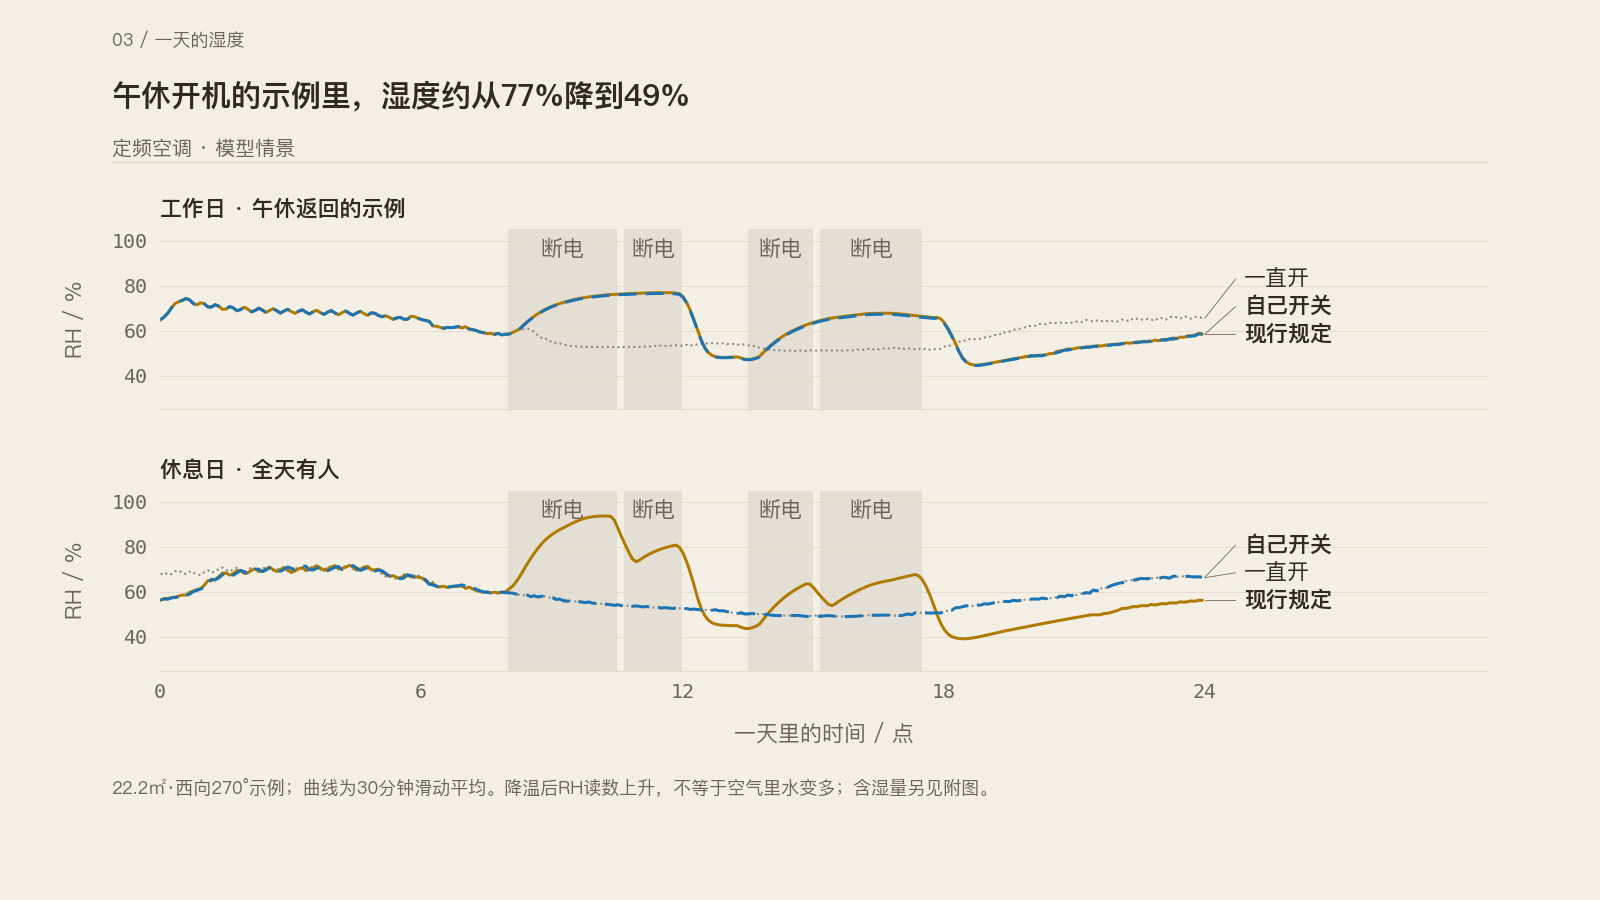 03 / 一天的湿度
午休开机的示例里，湿度约从77%降到49%
定频空调 · 模型情景
工作日 · 午休返回的示例
断电 断电 断电 断电
100
80
60
40
RH / %
一直开
自己开关
现行规定
休息日 · 全天有人
断电 断电 断电 断电
100
80
60
40
RH / %
自己开关
一直开
现行规定
0 6 12 18 24
一天里的时间 / 点
22.2㎡·西向270°示例；曲线为30分钟滑动平均。降温后RH读数上升，不等于空气里水变多；含湿量另见附图。